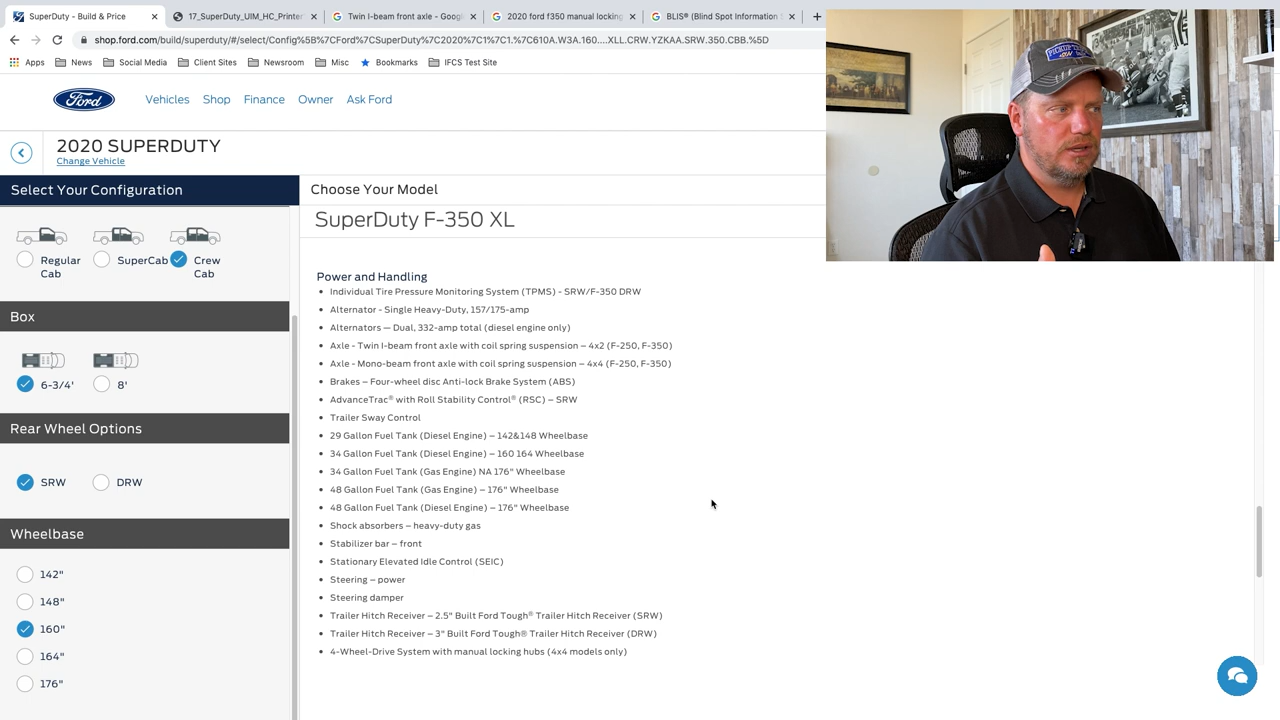 SuperDuty - Build & Price
17_SuperDuty_UIM_HC_Printer
Twin I-beam front axle - Goog
2020 ford f350 manual locking
BLIS® (Blind Spot Information
shop.ford.com/build/superduty/#/select/Config%5B%7CFord%7CSuperDuty%7C2020%7C1%7C1.%7C610A.W3A.160....XLL.CRW.YZKAA.SRW.350.CBB.%5D
Apps
News
Social Media
Client Sites
Newsroom
Misc
Bookmarks
IFCS Test Site
Ford
Vehicles
Shop
Finance
Owner
Ask Ford
2020 SUPERDUTY
Change Vehicle
Select Your Configuration
Regular Cab
SuperCab
Crew Cab
Box
6-3/4'
8'
Rear Wheel Options
SRW
DRW
Wheelbase
142"
148"
160"
164"
176"
Choose Your Model
SuperDuty F-350 XL
Power and Handling
Individual Tire Pressure Monitoring System (TPMS) - SRW/F-350 DRW
Alternator - Single Heavy-Duty, 157/175-amp
Alternators — Dual, 332-amp total (diesel engine only)
Axle - Twin I-beam front axle with coil spring suspension – 4x2 (F-250, F-350)
Axle - Mono-beam front axle with coil spring suspension – 4x4 (F-250, F-350)
Brakes – Four-wheel disc Anti-lock Brake System (ABS)
AdvanceTrac® with Roll Stability Control® (RSC) – SRW
Trailer Sway Control
29 Gallon Fuel Tank (Diesel Engine) – 142&148 Wheelbase
34 Gallon Fuel Tank (Diesel Engine) – 160 164 Wheelbase
34 Gallon Fuel Tank (Gas Engine) NA 176" Wheelbase
48 Gallon Fuel Tank (Gas Engine) – 176" Wheelbase
48 Gallon Fuel Tank (Diesel Engine) – 176" Wheelbase
Shock absorbers – heavy-duty gas
Stabilizer bar – front
Stationary Elevated Idle Control (SEIC)
Steering – power
Steering damper
Trailer Hitch Receiver – 2.5" Built Ford Tough® Trailer Hitch Receiver (SRW)
Trailer Hitch Receiver – 3" Built Ford Tough® Trailer Hitch Receiver (DRW)
4-Wheel-Drive System with manual locking hubs (4x4 models only)